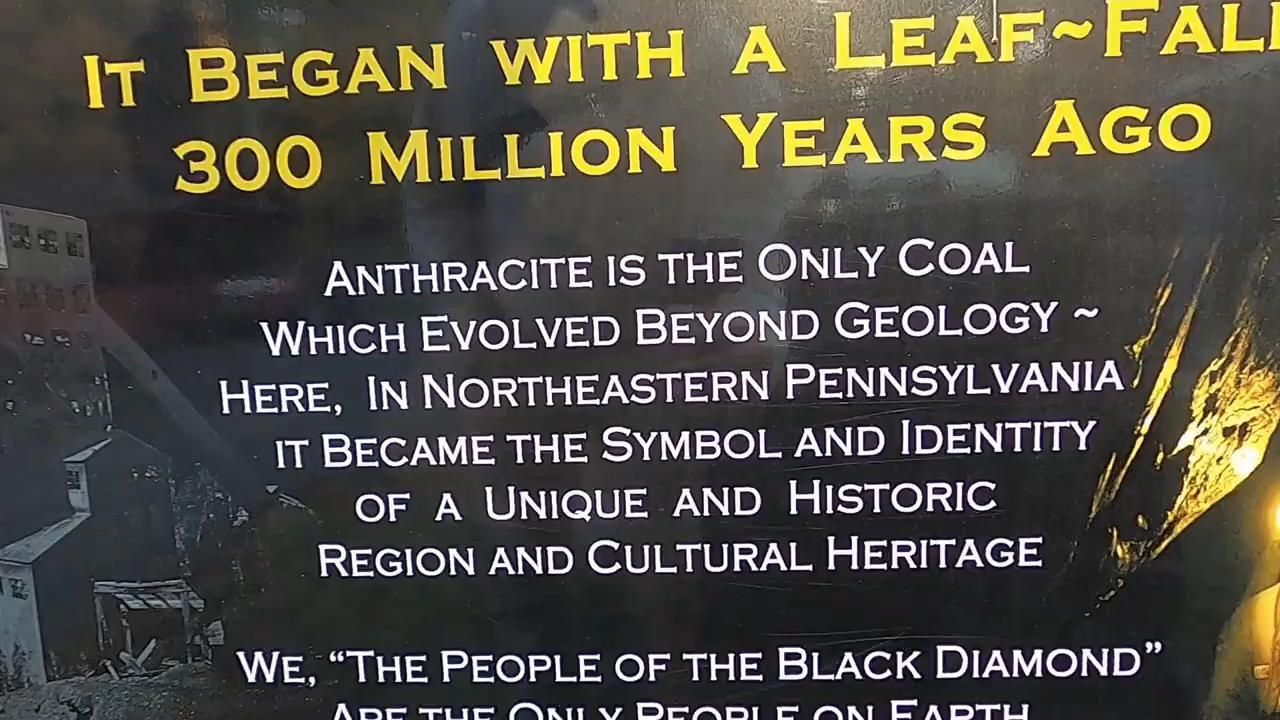 IT BEGAN WITH A LEAF~FALL
300 MILLION YEARS AGO
ANTHRACITE IS THE ONLY COAL
WHICH EVOLVED BEYOND GEOLOGY ~
HERE, IN NORTHEASTERN PENNSYLVANIA
IT BECAME THE SYMBOL AND IDENTITY
OF A UNIQUE AND HISTORIC
REGION AND CULTURAL HERITAGE
WE, “THE PEOPLE OF THE BLACK DIAMOND”
ARE THE ONLY PEOPLE ON EARTH